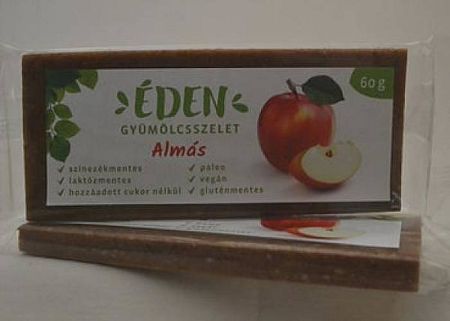 60 g
ÉDEN
GYÜMÖLCSSZELET
Almás
✓ színezékmentes ✓ paleo
✓ laktózmentes ✓ vegán
✓ hozzáadott cukor nélkül ✓ gluténmentes